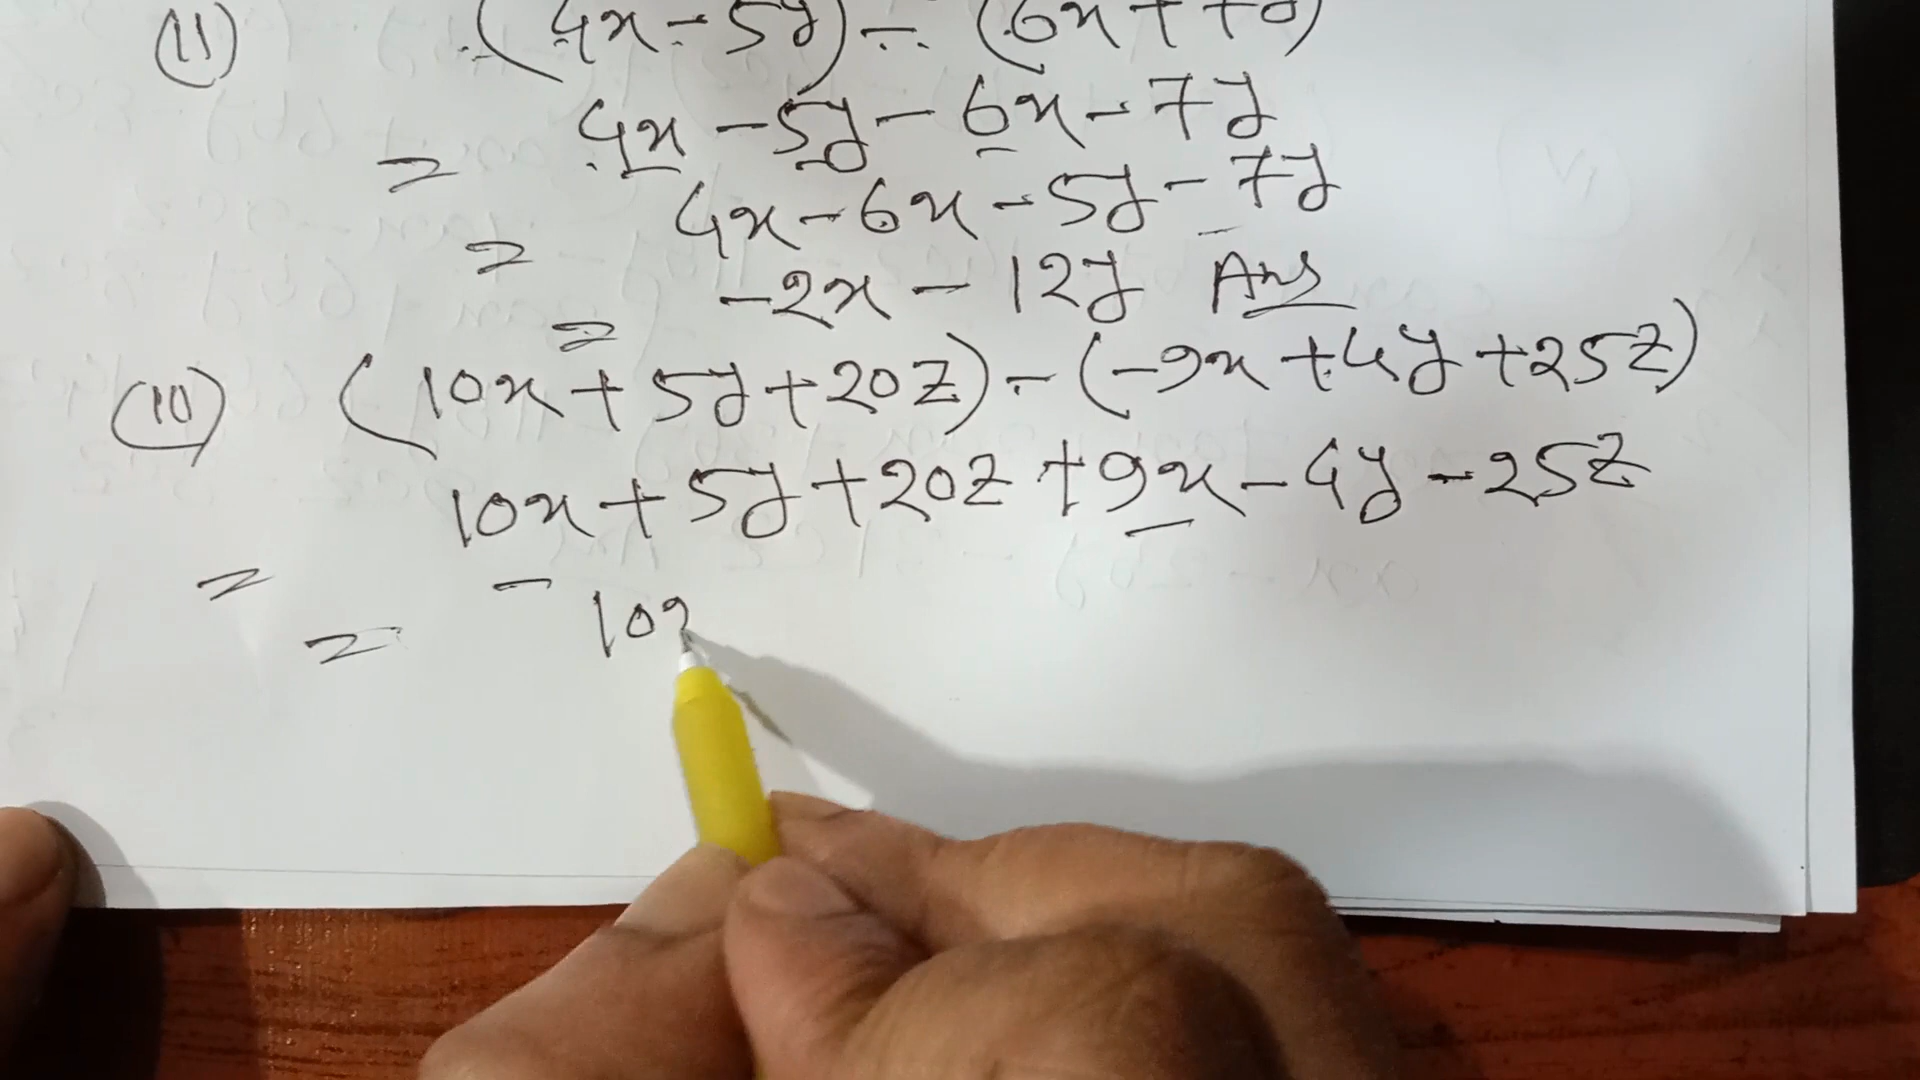 (11) (4x-5y)-(6x+7y)
= 4x-5y-6x-7y
= 4x-6x-5y-7y
= -2x-12y Ans
(10) (10x+5y+20z)-(-9x+4y+25z)
= 10x+5y+20z+9x-4y-25z
= 10x